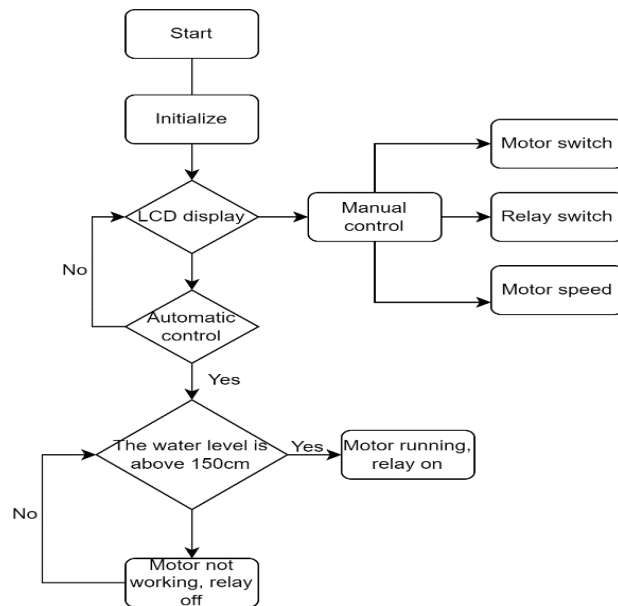 Start
Initialize
LCD display
Manual
control
Motor switch
Relay switch
Motor speed
No
Automatic
control
Yes
The water level is
above 150cm
Yes
Motor running,
relay on
No
Motor not
working, relay
off